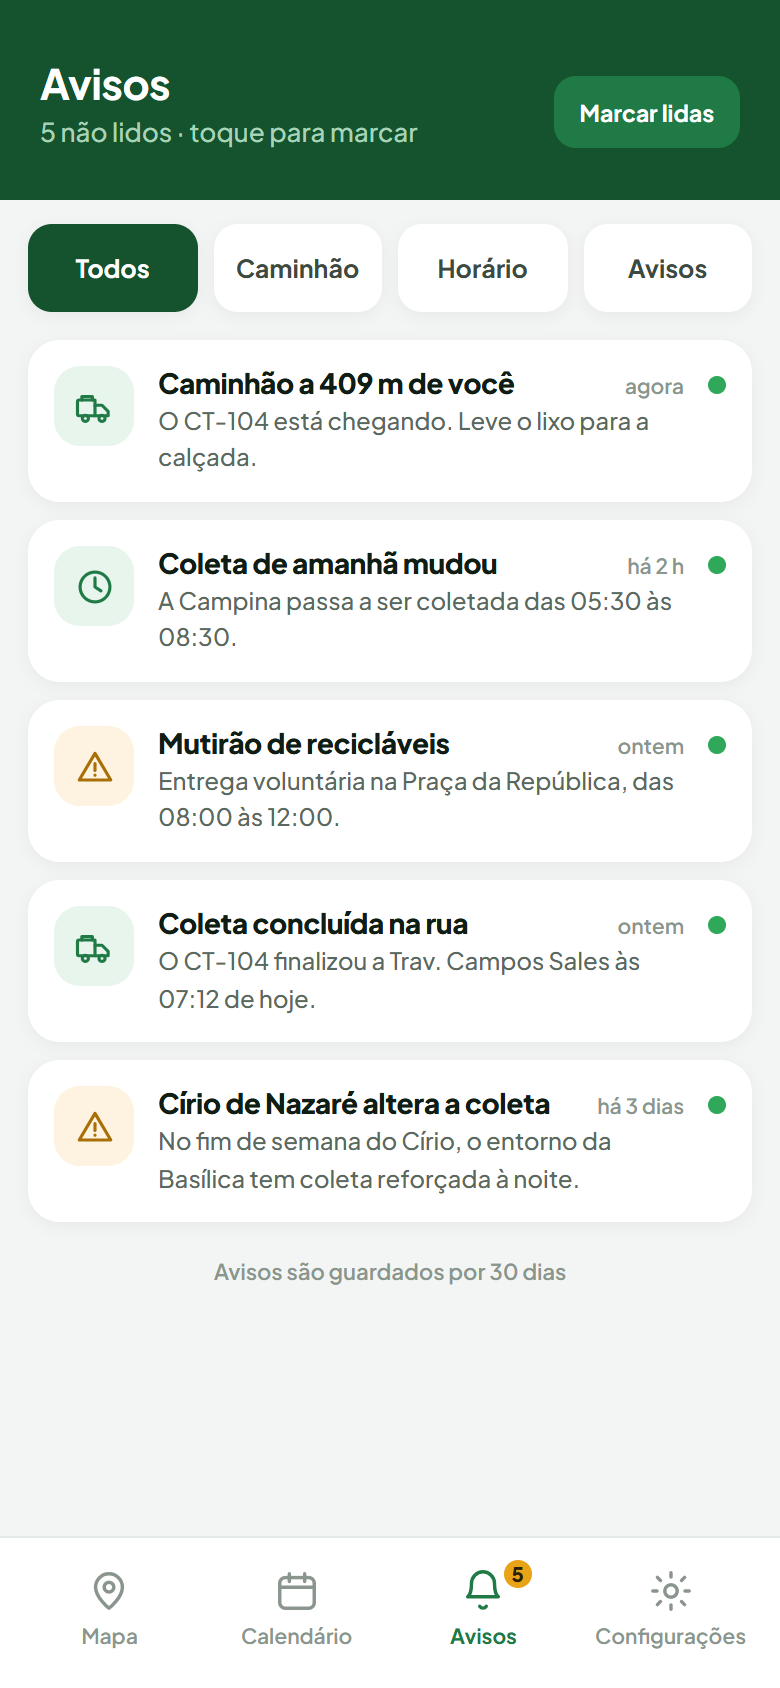 Avisos
5 não lidos · toque para marcar
Marcar lidas
Todos
Caminhão
Horário
Avisos
Caminhão a 409 m de você
agora
O CT-104 está chegando. Leve o lixo para a
calçada.
Coleta de amanhã mudou
há 2 h
A Campina passa a ser coletada das 05:30 às
08:30.
Mutirão de recicláveis
ontem
Entrega voluntária na Praça da República, das
08:00 às 12:00.
Coleta concluída na rua
ontem
O CT-104 finalizou a Trav. Campos Sales às
07:12 de hoje.
Círio de Nazaré altera a coleta
há 3 dias
No fim de semana do Círio, o entorno da
Basílica tem coleta reforçada à noite.
Avisos são guardados por 30 dias
5
Mapa
Calendário
Avisos
Configurações